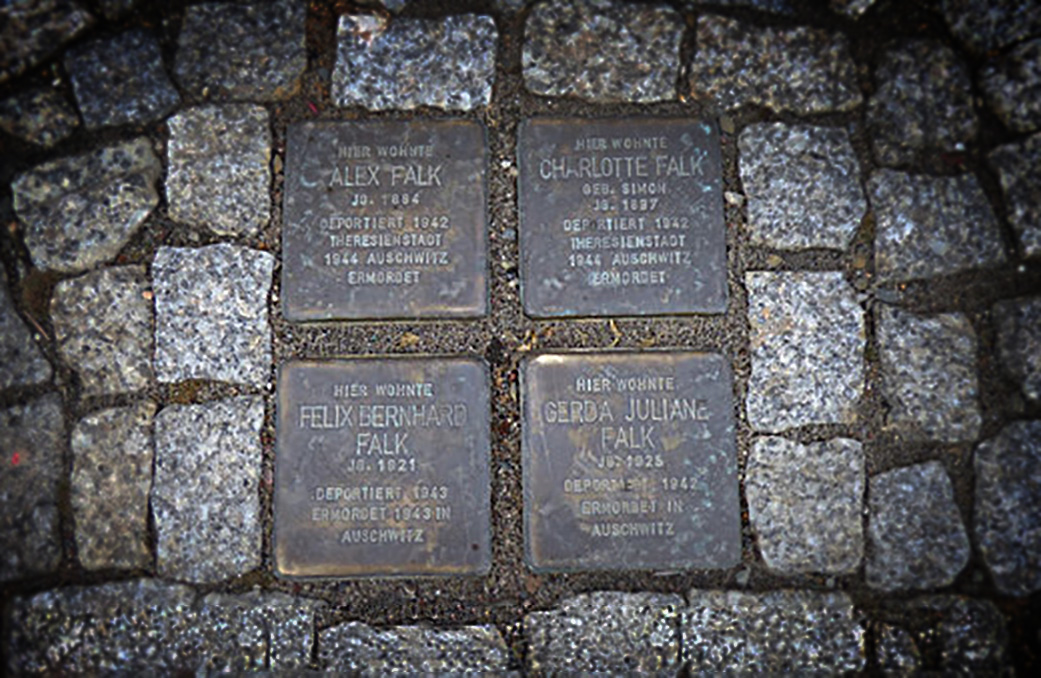 HIER WOHNTE
ALEX FALK
JG. 1884
DEPORTIERT 1942
THERESIENSTADT
1944 AUSCHWITZ
ERMORDET
HIER WOHNTE
CHARLOTTE FALK
GEB. SIMON
JG. 1897
DEPORTIERT 1942
THERESIENSTADT
1944 AUSCHWITZ
ERMORDET
HIER WOHNTE
FELIX BERNHARD
FALK
JG. 1921
DEPORTIERT 1943
ERMORDET 1943 IN
AUSCHWITZ
HIER WOHNTE
GERDA JULIANE
FALK
JG. 1925
DEPORTIERT 1942
ERMORDET IN
AUSCHWITZ